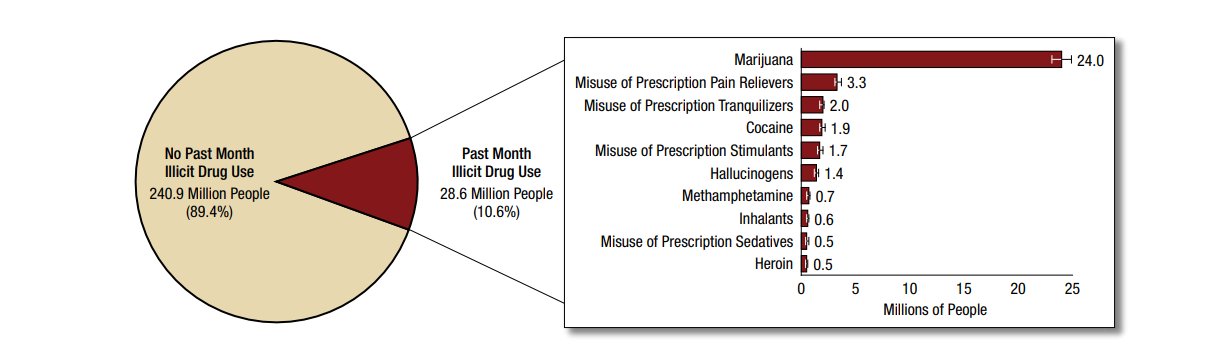 No Past Month
Illicit Drug Use
240.9 Million People
(89.4%)
Past Month
Illicit Drug Use
28.6 Million People
(10.6%)
Marijuana 24.0
Misuse of Prescription Pain Relievers 3.3
Misuse of Prescription Tranquilizers 2.0
Cocaine 1.9
Misuse of Prescription Stimulants 1.7
Hallucinogens 1.4
Methamphetamine 0.7
Inhalants 0.6
Misuse of Prescription Sedatives 0.5
Heroin 0.5
0 5 10 15 20 25
Millions of People